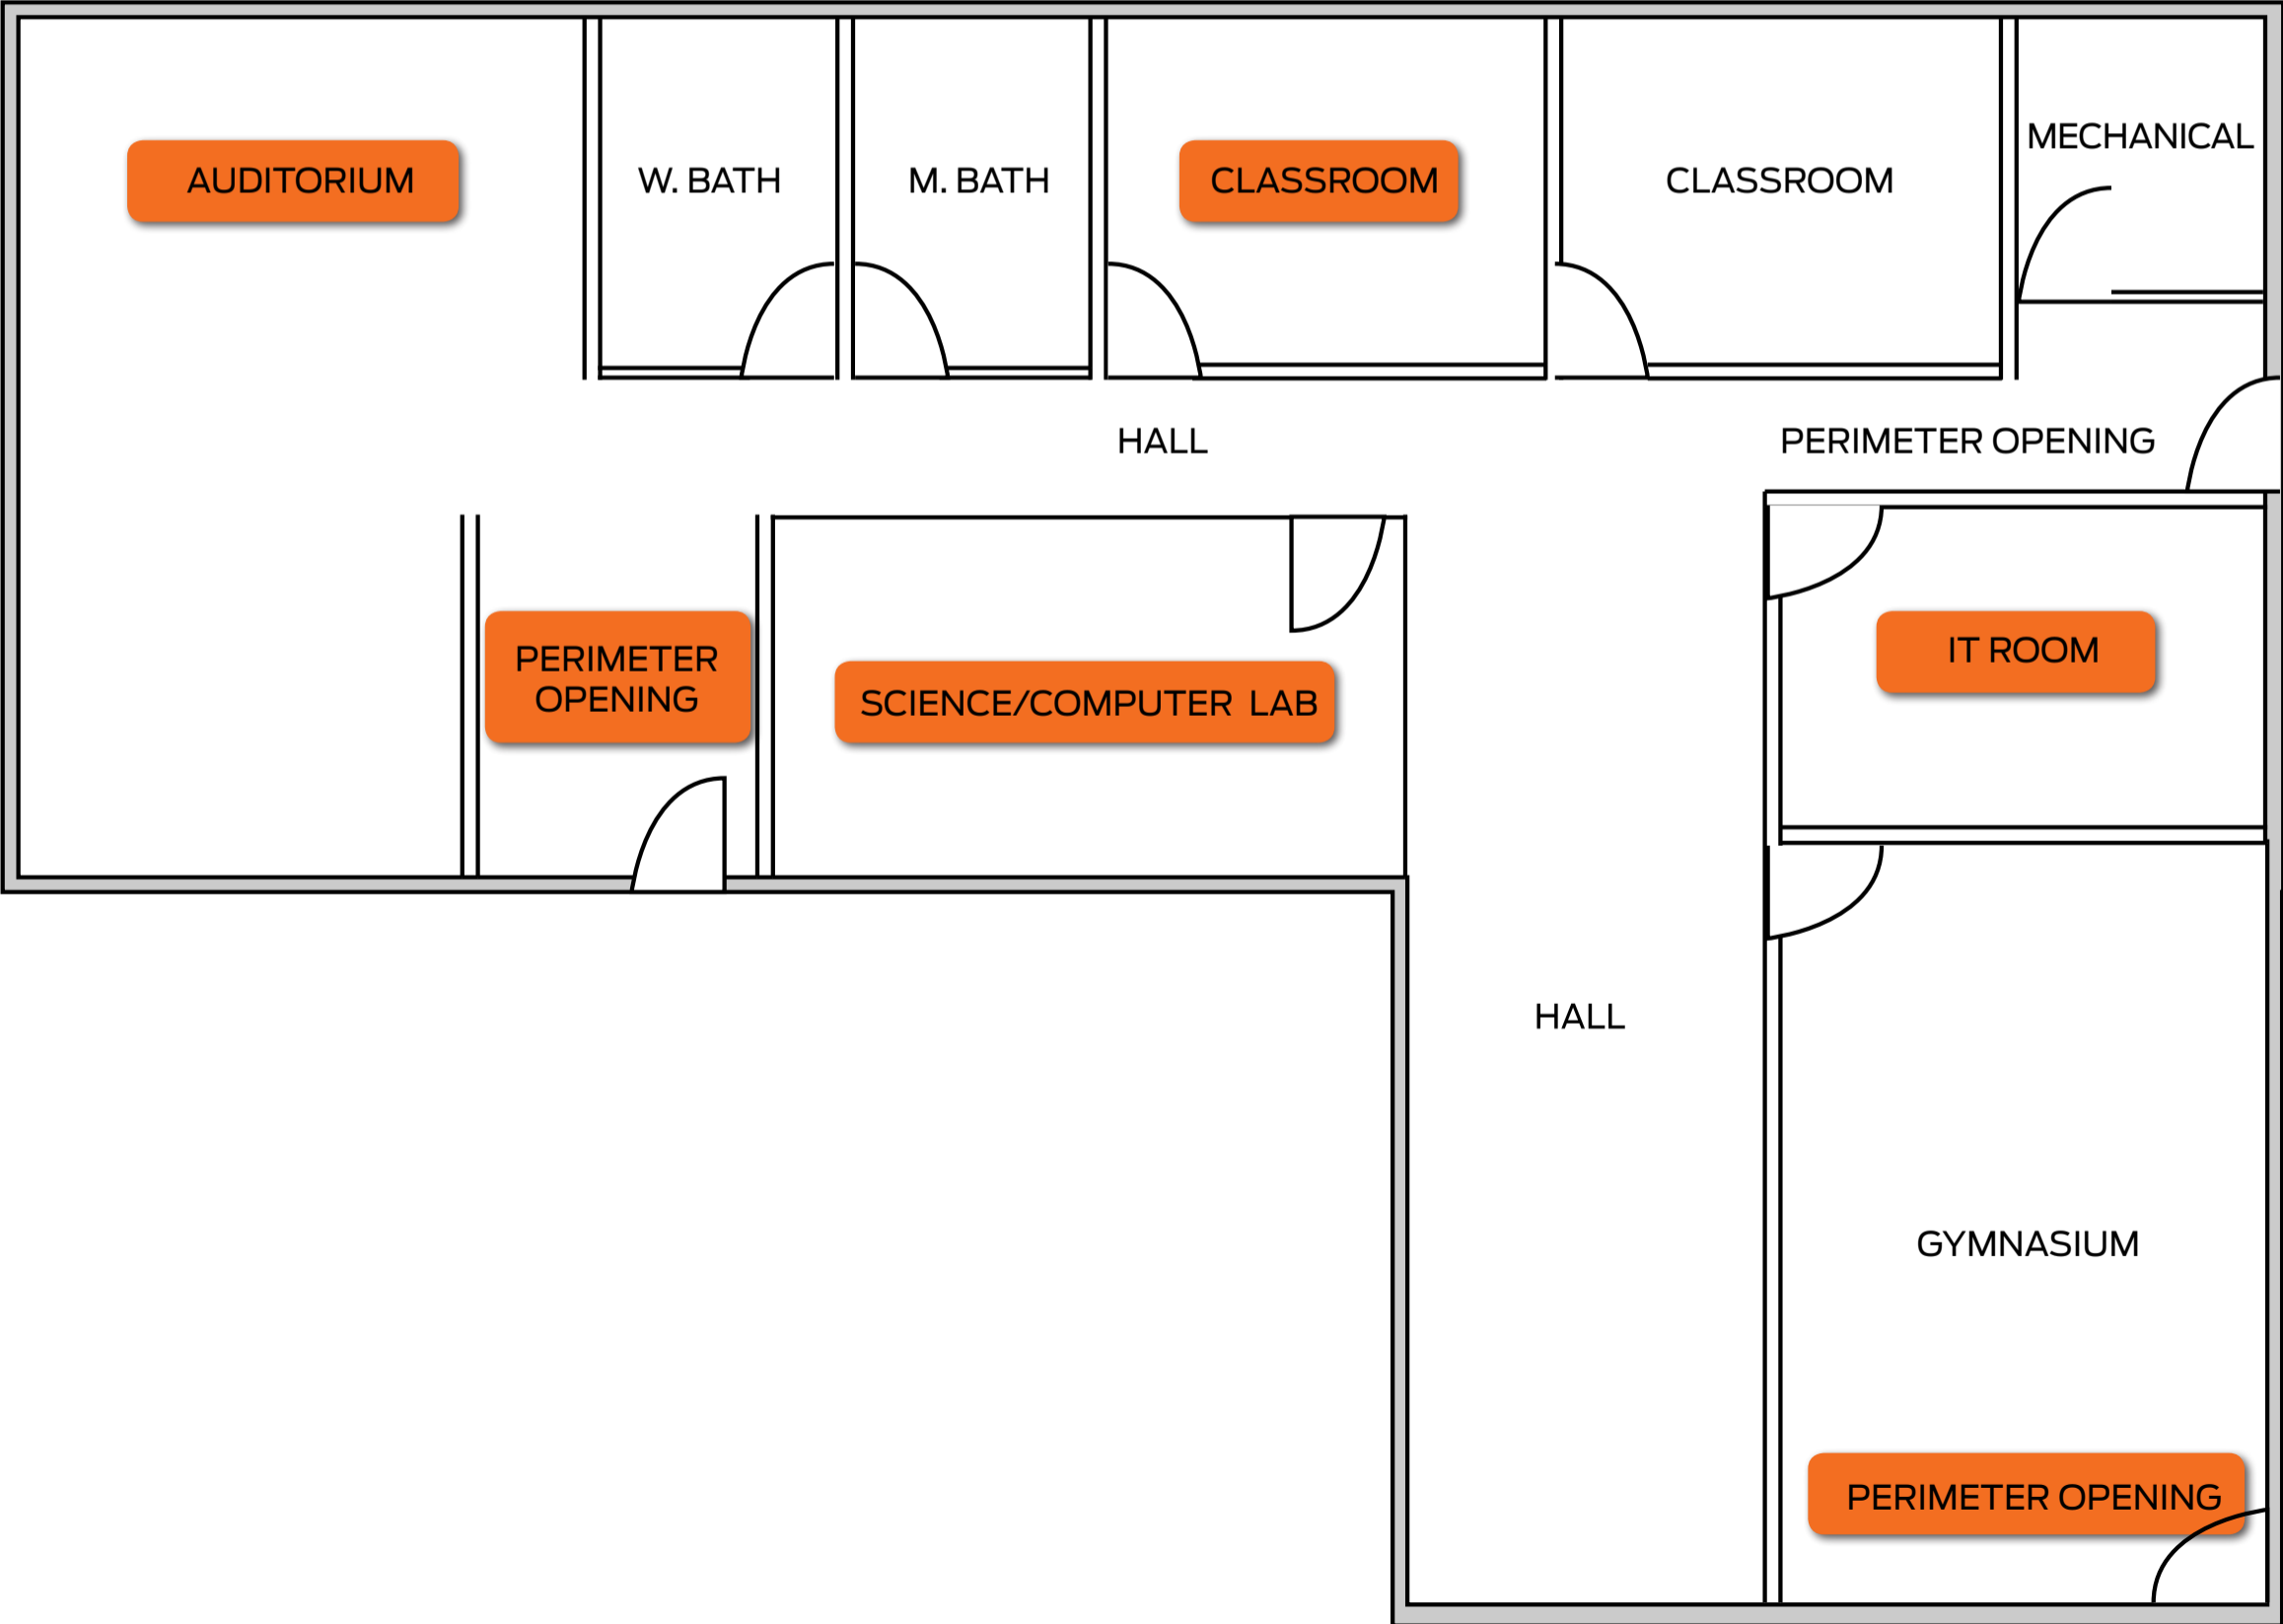 MECHANICAL
AUDITORIUM
W. BATH
M. BATH
CLASSROOM
CLASSROOM
HALL
PERIMETER OPENING
PERIMETER
OPENING
SCIENCE/COMPUTER LAB
IT ROOM
HALL
GYMNASIUM
PERIMETER OPENING